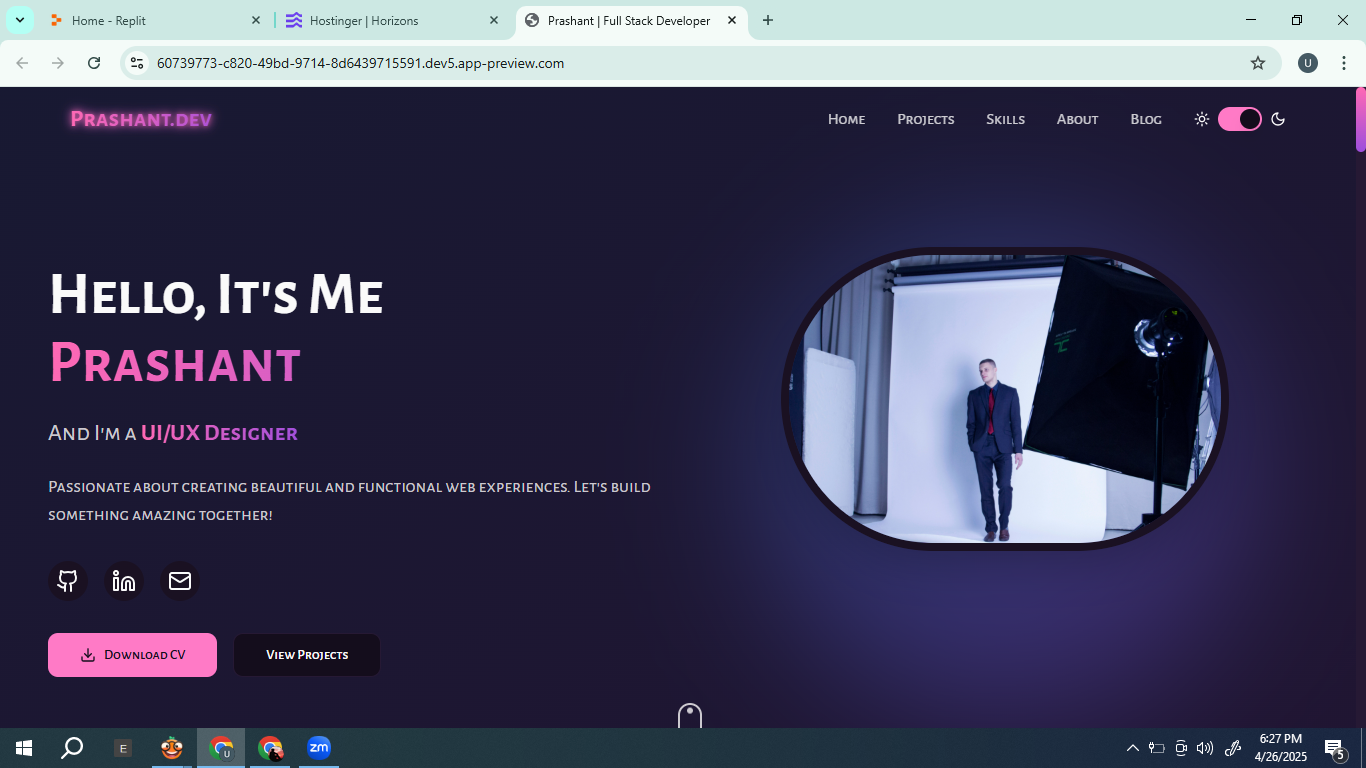 Home - Replit
Hostinger | Horizons
Prashant | Full Stack Developer
60739773-c820-49bd-9714-8d6439715591.dev5.app-preview.com
U
Prashant.dev
Home
Projects
Skills
About
Blog
Hello, It's Me
Prashant
And I'm a UI/UX Designer
Passionate about creating beautiful and functional web experiences. Let's build
something amazing together!
Download CV
View Projects
E
U
zm
6:27 PM
4/26/2025
5